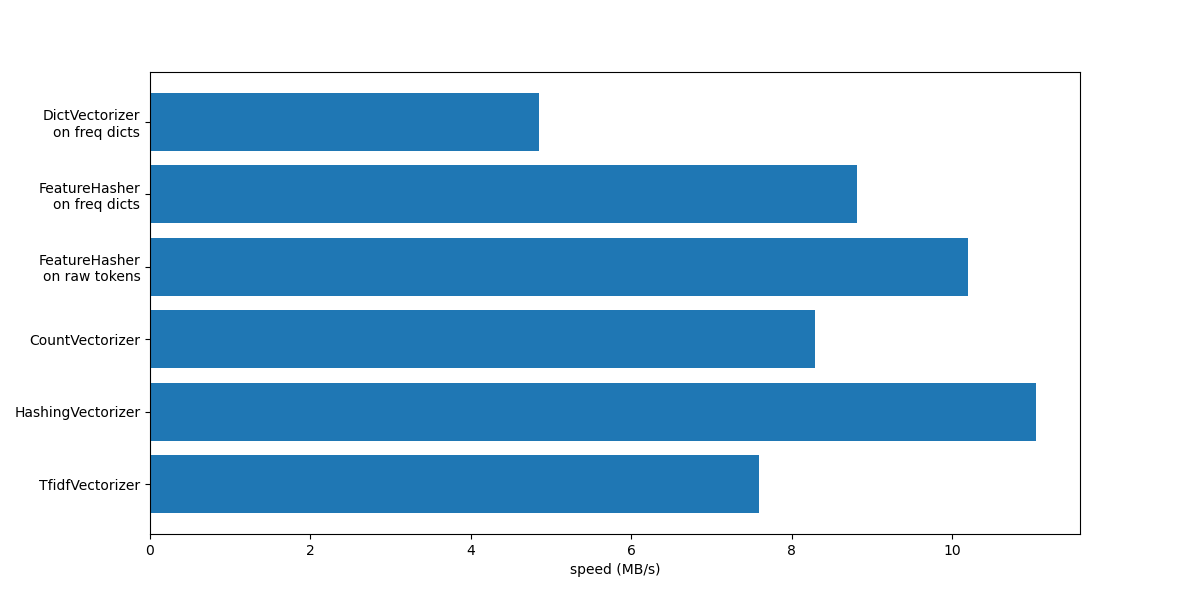 DictVectorizer
on freq dicts
FeatureHasher
on freq dicts
FeatureHasher
on raw tokens
CountVectorizer
HashingVectorizer
TfidfVectorizer
0 2 4 6 8 10
speed (MB/s)